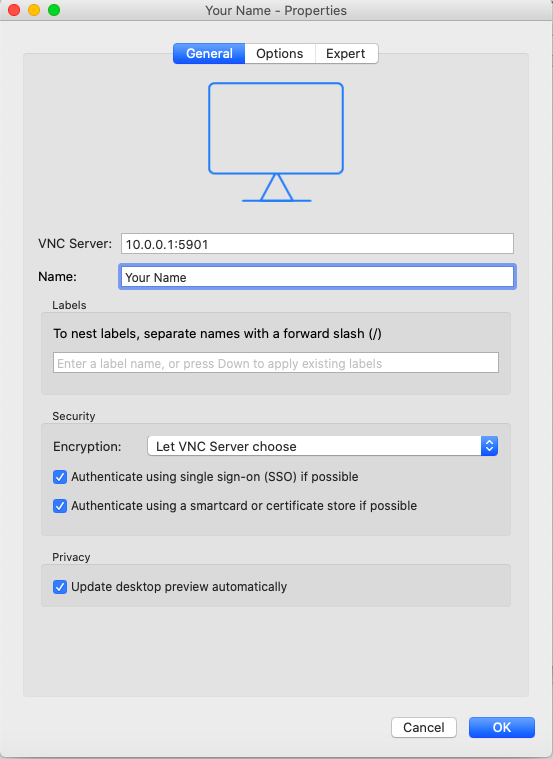 Your Name - Properties
General Options Expert
VNC Server: 10.0.0.1:5901
Name: Your Name
Labels
To nest labels, separate names with a forward slash (/)
Enter a label name, or press Down to apply existing labels
Security
Encryption: Let VNC Server choose
Authenticate using single sign-on (SSO) if possible
Authenticate using a smartcard or certificate store if possible
Privacy
Update desktop preview automatically
Cancel OK